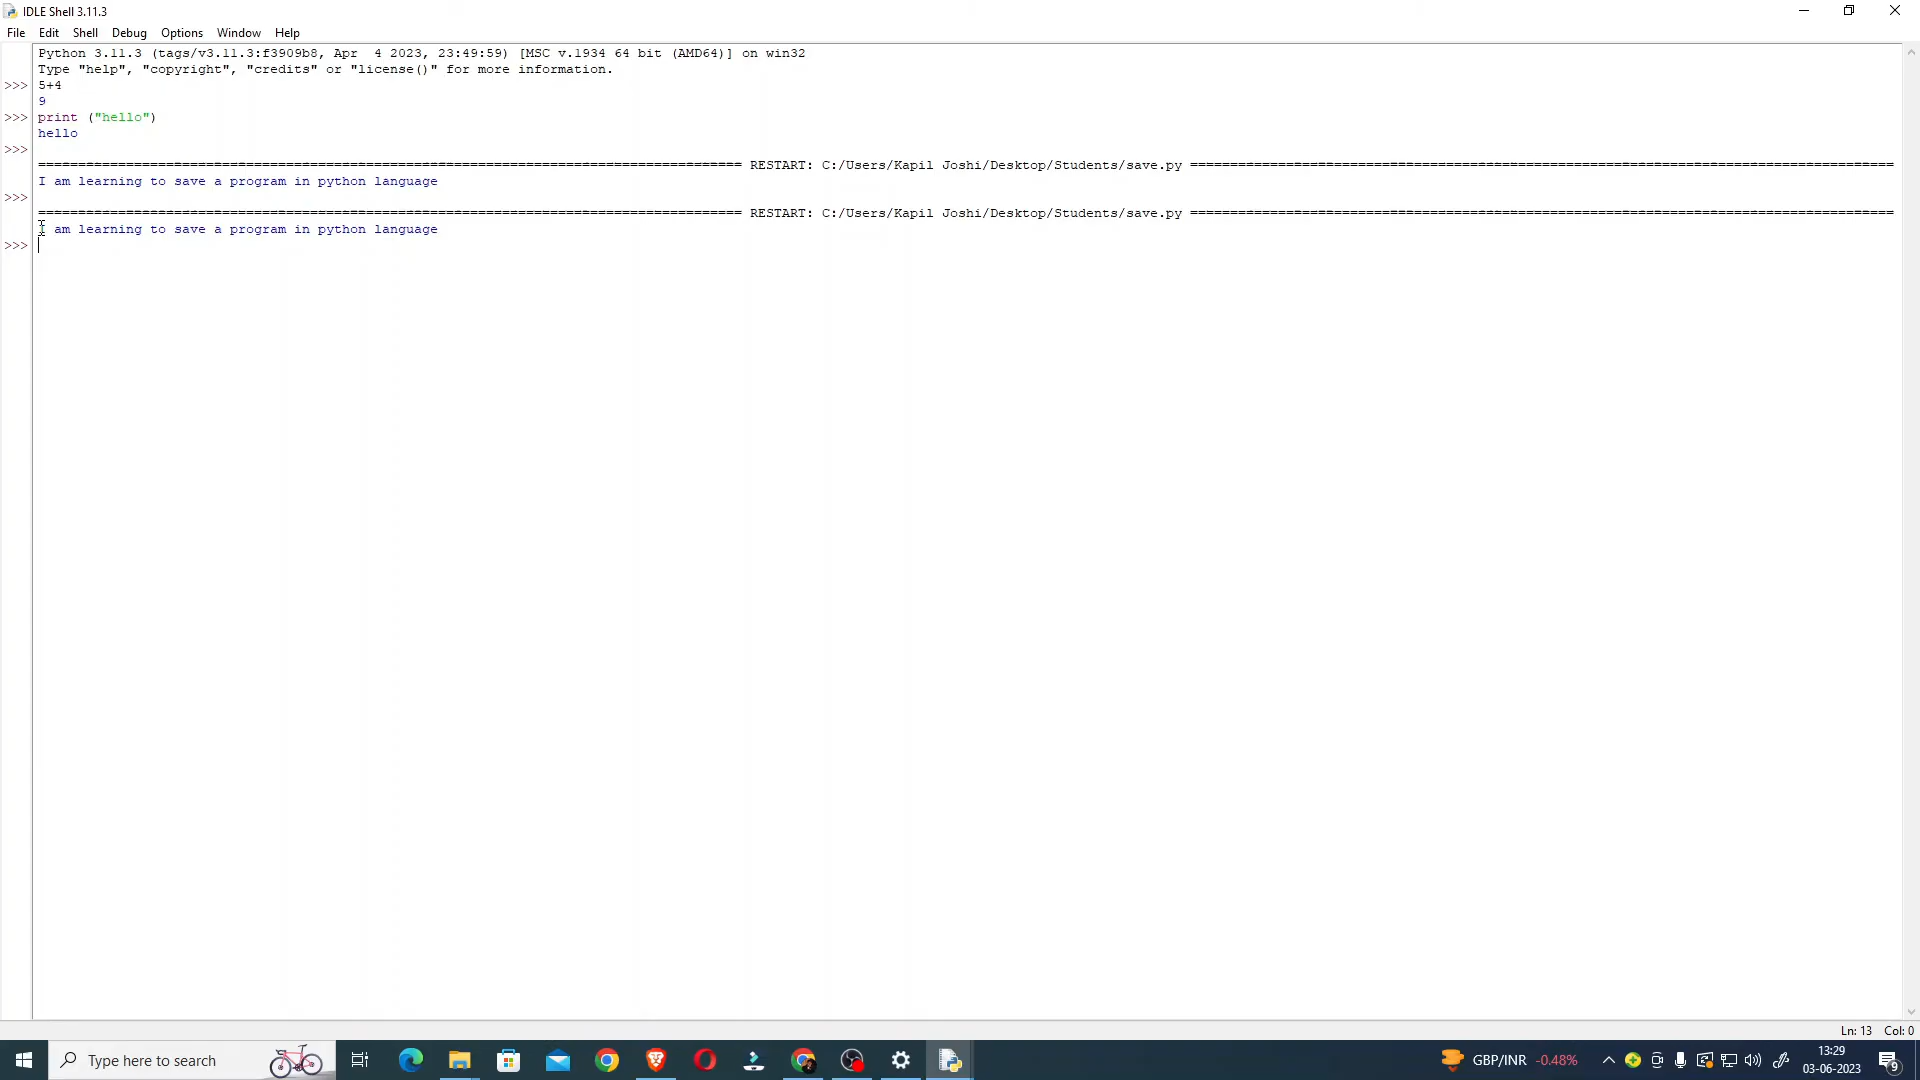 IDLE Shell 3.11.3
File Edit Shell Debug Options Window Help
Python 3.11.3 (tags/v3.11.3:f3909b8, Apr  4 2023, 23:49:59) [MSC v.1934 64 bit (AMD64)] on win32
Type "help", "copyright", "credits" or "license()" for more information.
>>> 5+4
9
>>> print ("hello")
hello
>>>
======================================================================================== RESTART: C:/Users/Kapil Joshi/Desktop/Students/save.py ========================================================================================
I am learning to save a program in python language
>>>
======================================================================================== RESTART: C:/Users/Kapil Joshi/Desktop/Students/save.py ========================================================================================
I am learning to save a program in python language
>>>
Ln: 13 Col: 0
Type here to search
GBP/INR -0.48%
13:29
03-06-2023
9